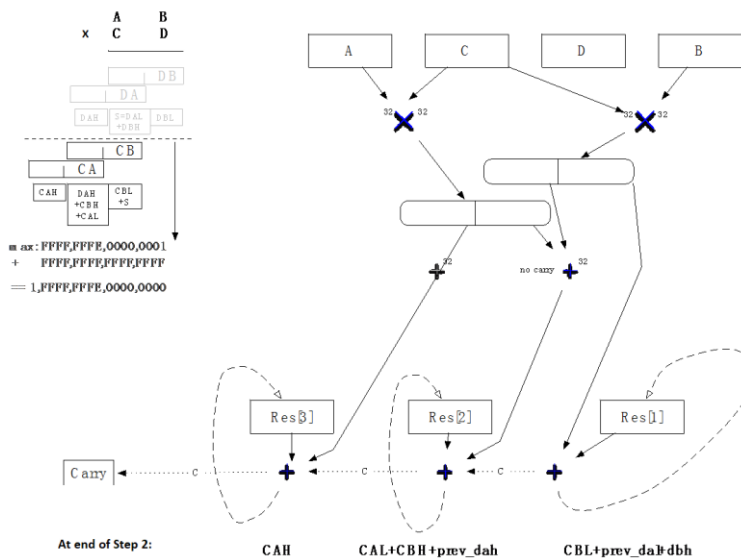 A B
x C D
DB
DA
DAH S=DAL +DBH DBL
CB
CA
CAH DAH +CBH +CAL CBL +S
max: FFFF,FFFE,0000,0001
+ FFFF,FFFF,FFFF,FFFF
== 1,FFFF,FFFE,0000,0000
A C D B
32 32 32 32
32 no carry 32
Res[3] Res[2] Res[1]
Carry C C C
At end of Step 2: CAH CAL+CBH+prev_dah CBL+prev_dal+dbh